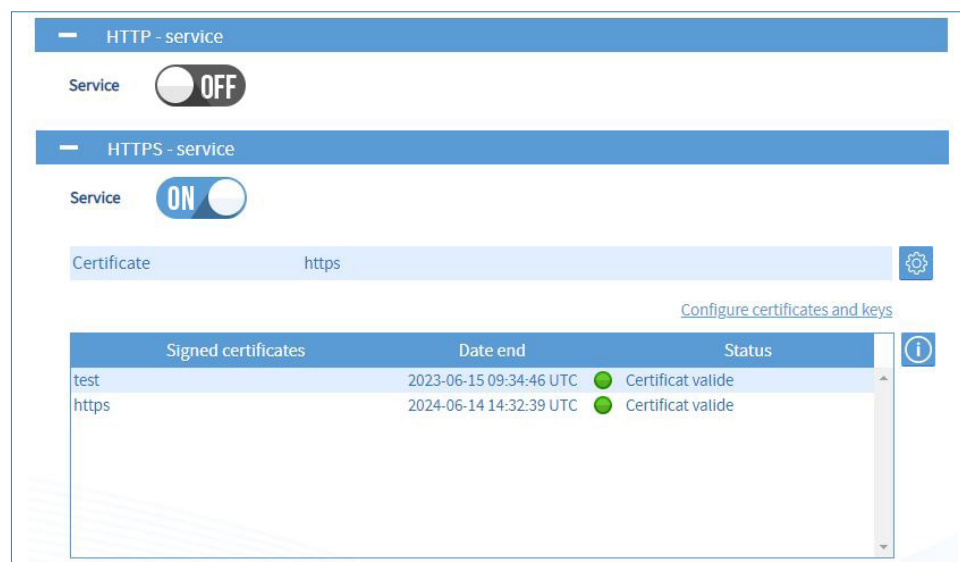 HTTP - service
Service OFF
HTTPS - service
Service ON
Certificate https
Configure certificates and keys
Signed certificates Date end Status
test 2023-06-15 09:34:46 UTC Certificat valide
https 2024-06-14 14:32:39 UTC Certificat valide